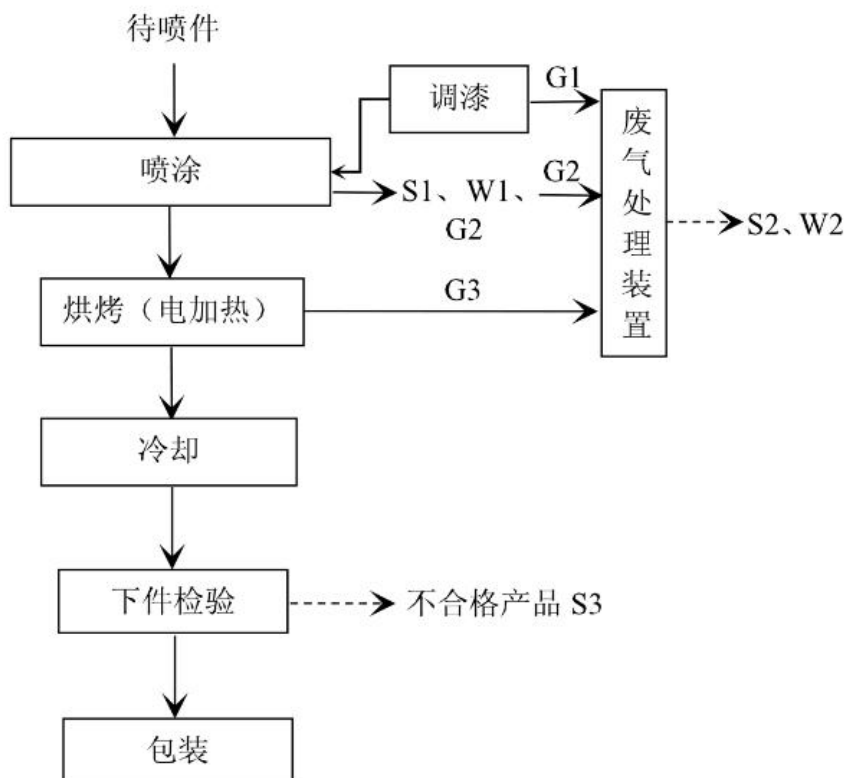 待喷件
调漆
G1
喷涂
S1、W1、
G2
G2
废气处理装置
S2、W2
烘烤（电加热）
G3
冷却
下件检验
不合格产品 S3
包装